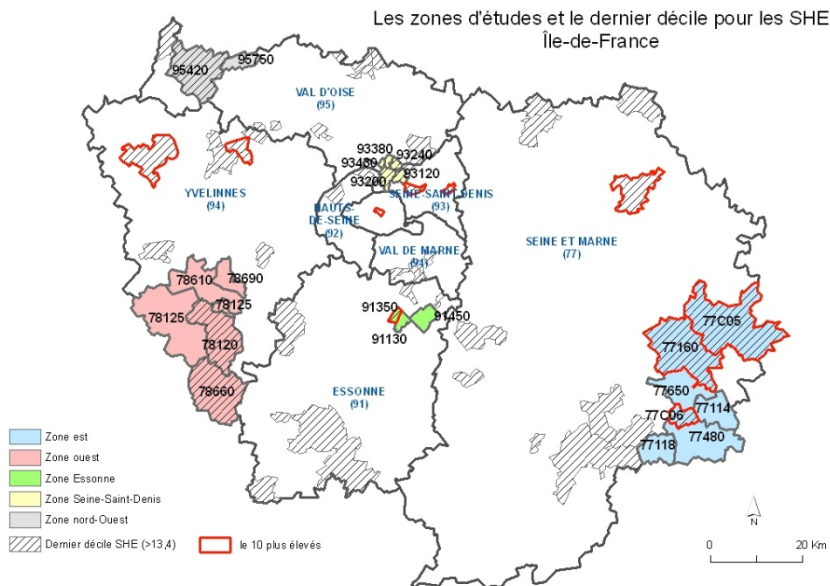 Les zones d'études et le dernier décile pour les SHE
Île-de-France
95420
95750
VAL D'OISE
(95)
93380
93430
93240
93200
93120
YVELINNES
(94)
HAUTS-
DE-SEINE
(92)
SEINE-SAINT-DENIS
(93)
VAL DE MARNE
SEINE ET MARNE
(77)
78610
78690
78125
78125
78120
78660
91350
91450
91130
ESSONNE
(91)
77C05
77160
77650
77114
77C06
77118
77480
Zone est
Zone ouest
Zone Essonne
Zone Seine-Saint-Denis
Zone nord-Ouest
Dernier décile SHE (>13,4)
le 10 plus élevés
N
0
20 Km